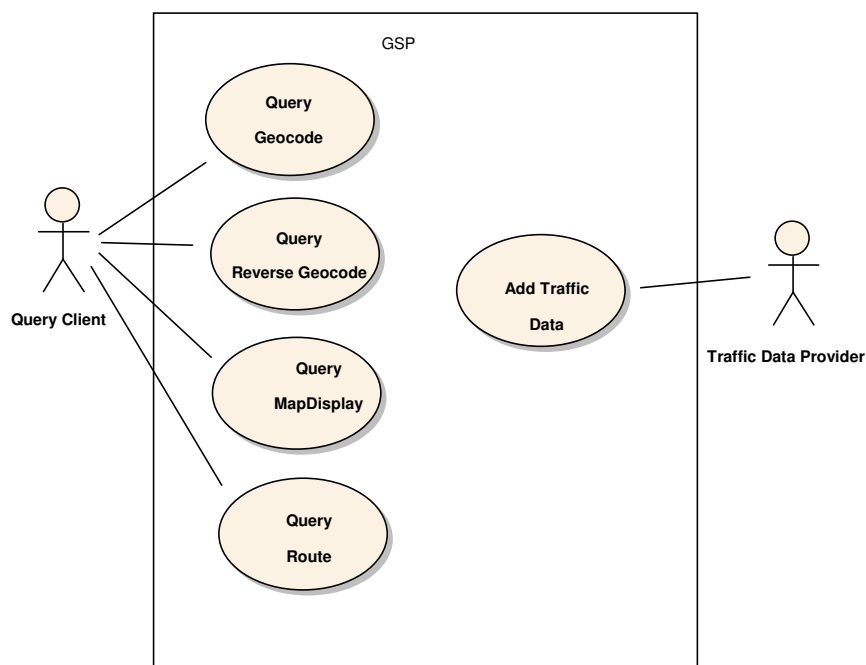 GSP
Query
Geocode
Query
Reverse Geocode
Query Client
Add Traffic
Data
Traffic Data Provider
Query
MapDisplay
Query
Route